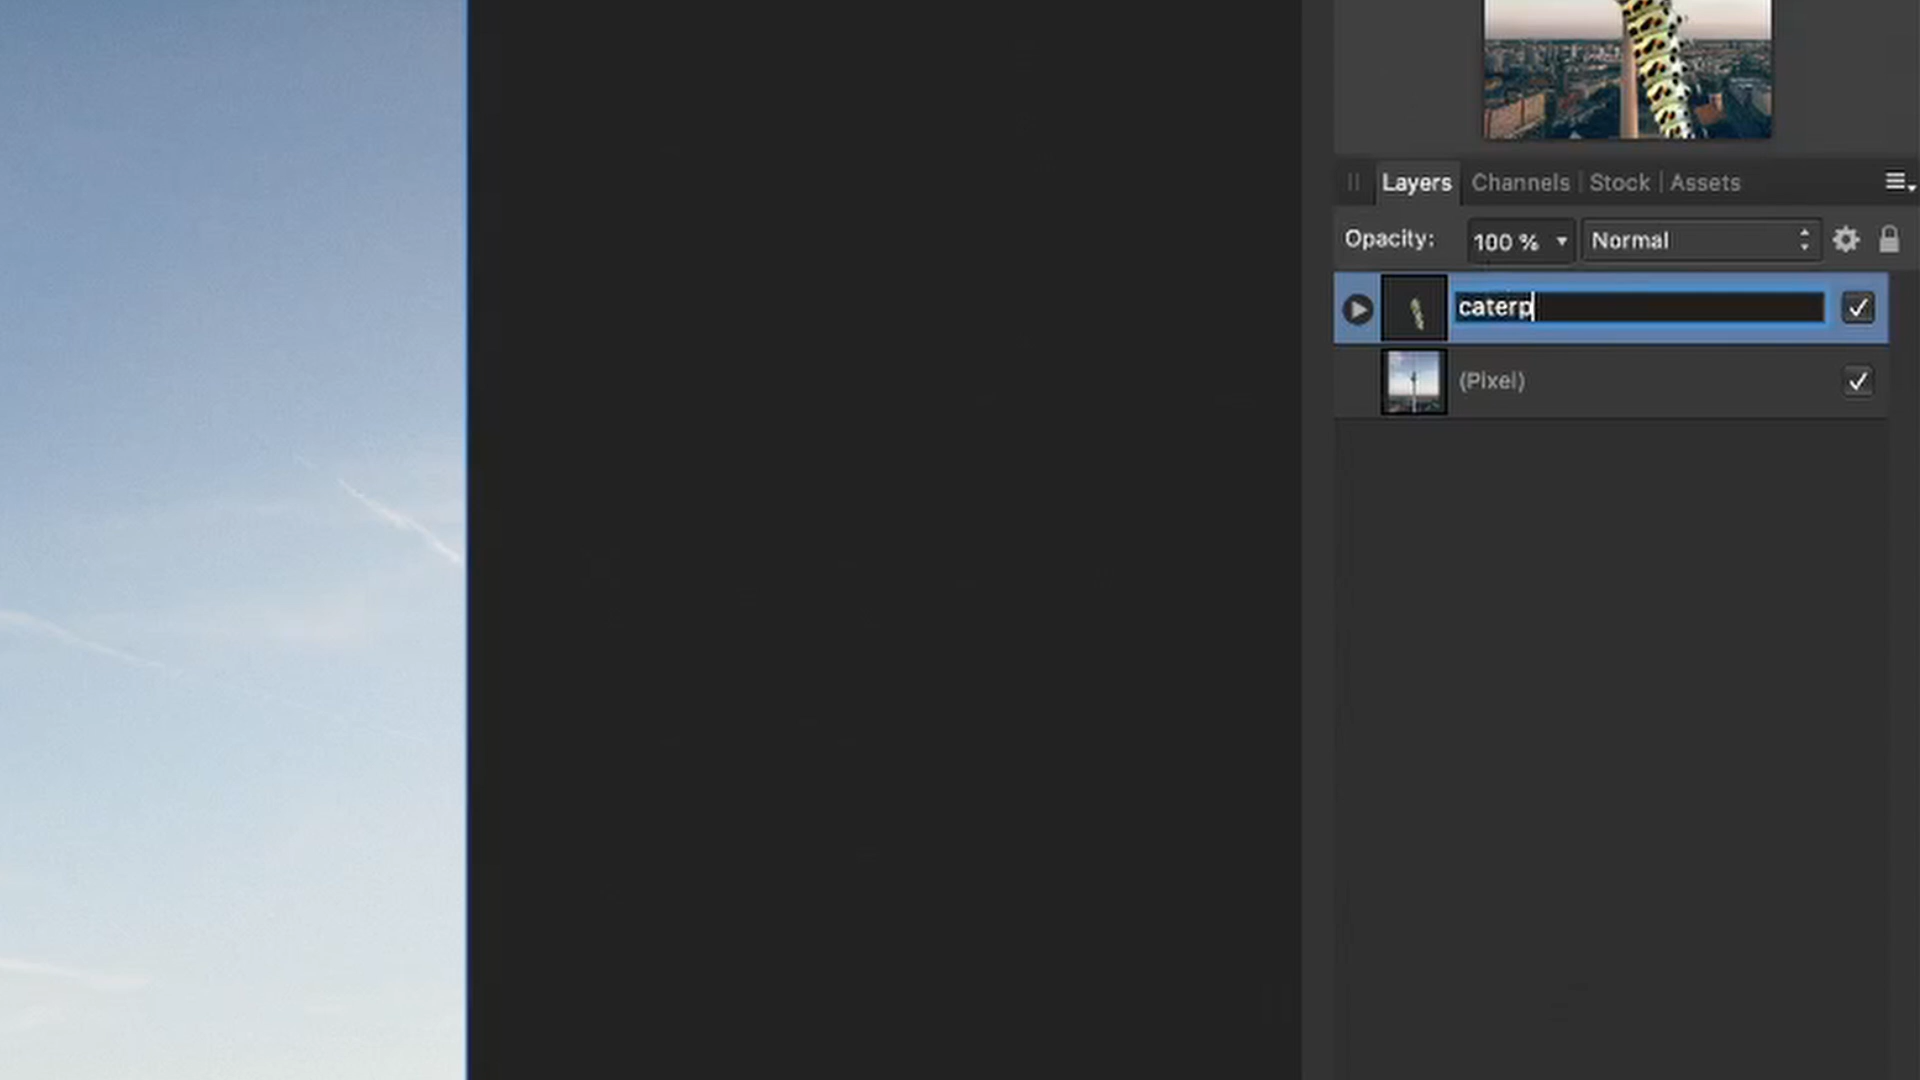 Layers Channels Stock Assets
Opacity: 100 % Normal
caterp
(Pixel)